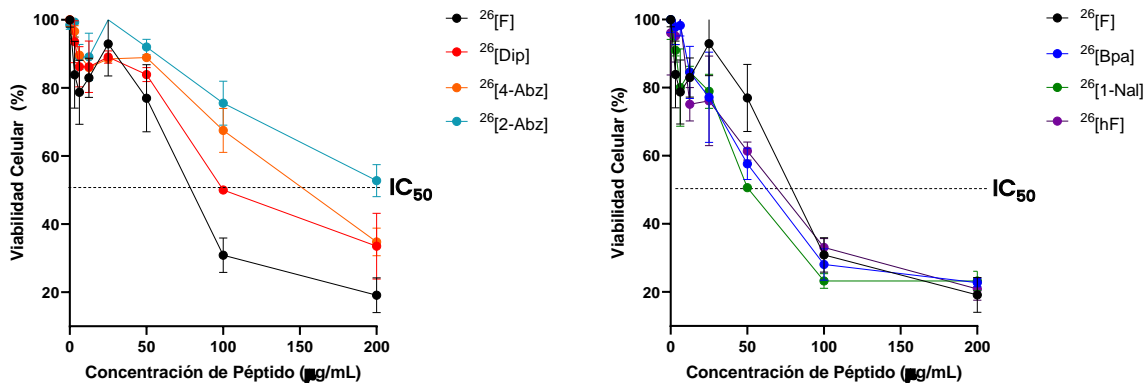 100
80
60
40
20
0
50
100
150
200
Viabilidad Celular (%)
Concentración de Péptido (µg/mL)
IC50
26[F]
26[Dip]
26[4-Abz]
26[2-Abz]
100
80
60
40
20
0
50
100
150
200
Viabilidad Celular (%)
Concentración de Péptido (µg/mL)
IC50
26[F]
26[Bpa]
26[1-Nal]
26[hF]